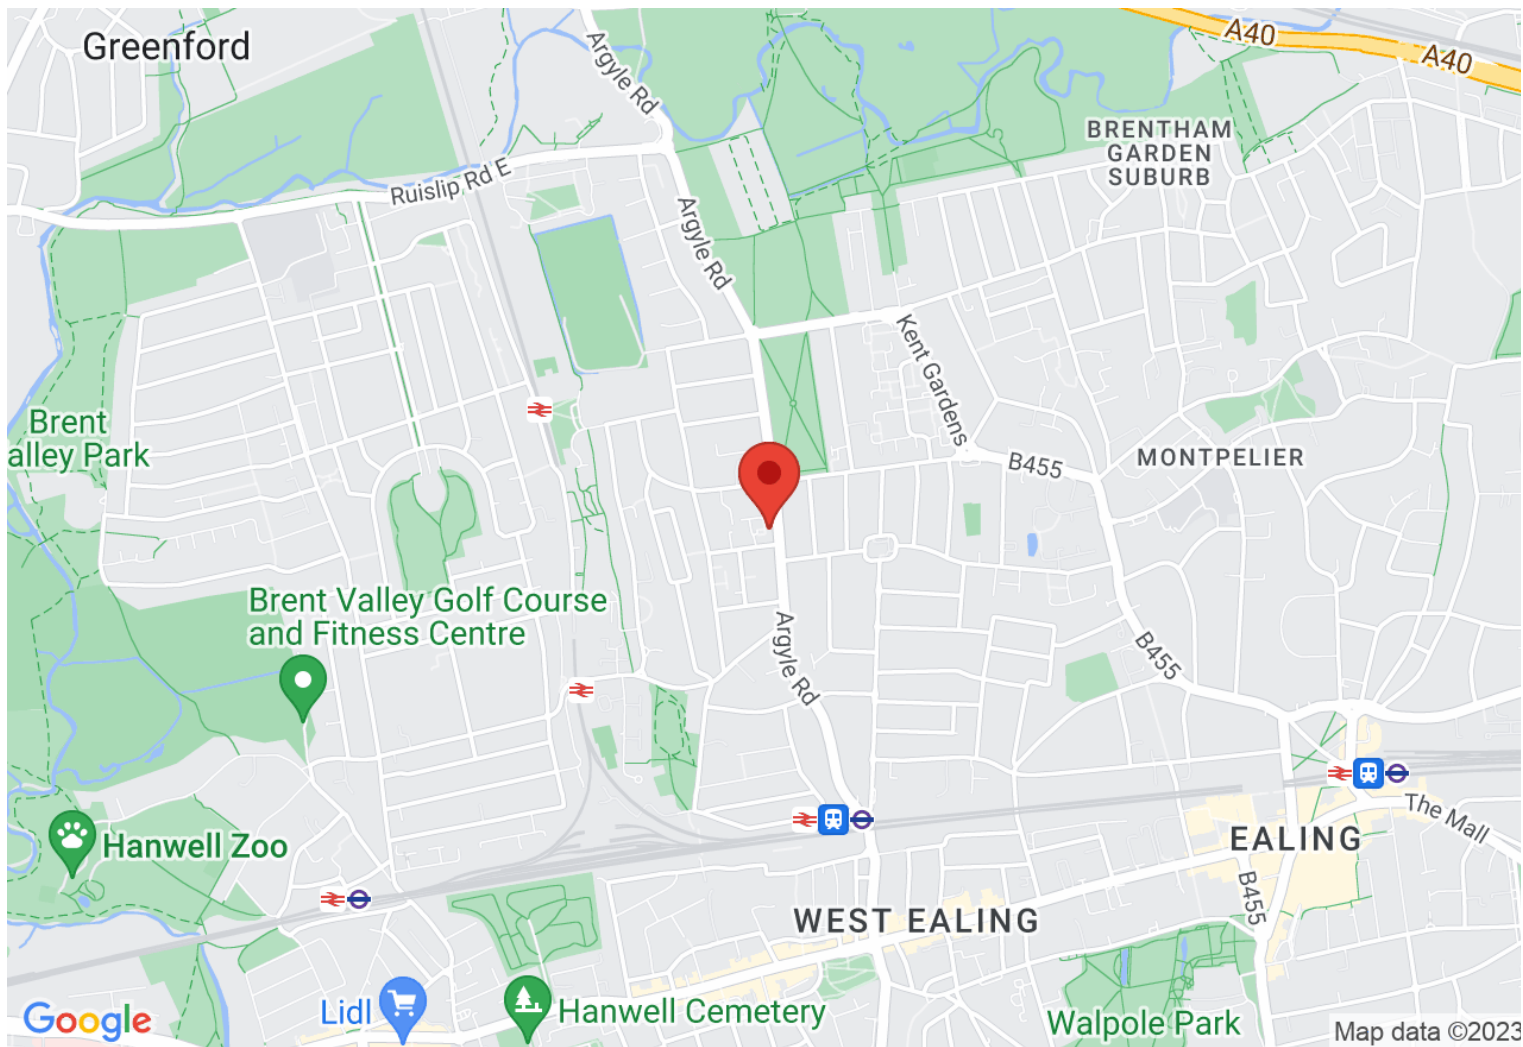 Greenford
Argyle Rd
A40
A40
BRENTHAM
GARDEN
SUBURB
Ruislip Rd E
Argyle Rd
Kent Gardens
Brent
alley Park
B455
MONTPELIER
Brent Valley Golf Course
and Fitness Centre
Argyle Rd
B455
Hanwell Zoo
The Mall
EALING
B455
WEST EALING
Lidl
Hanwell Cemetery
Walpole Park
Google
Map data ©2023